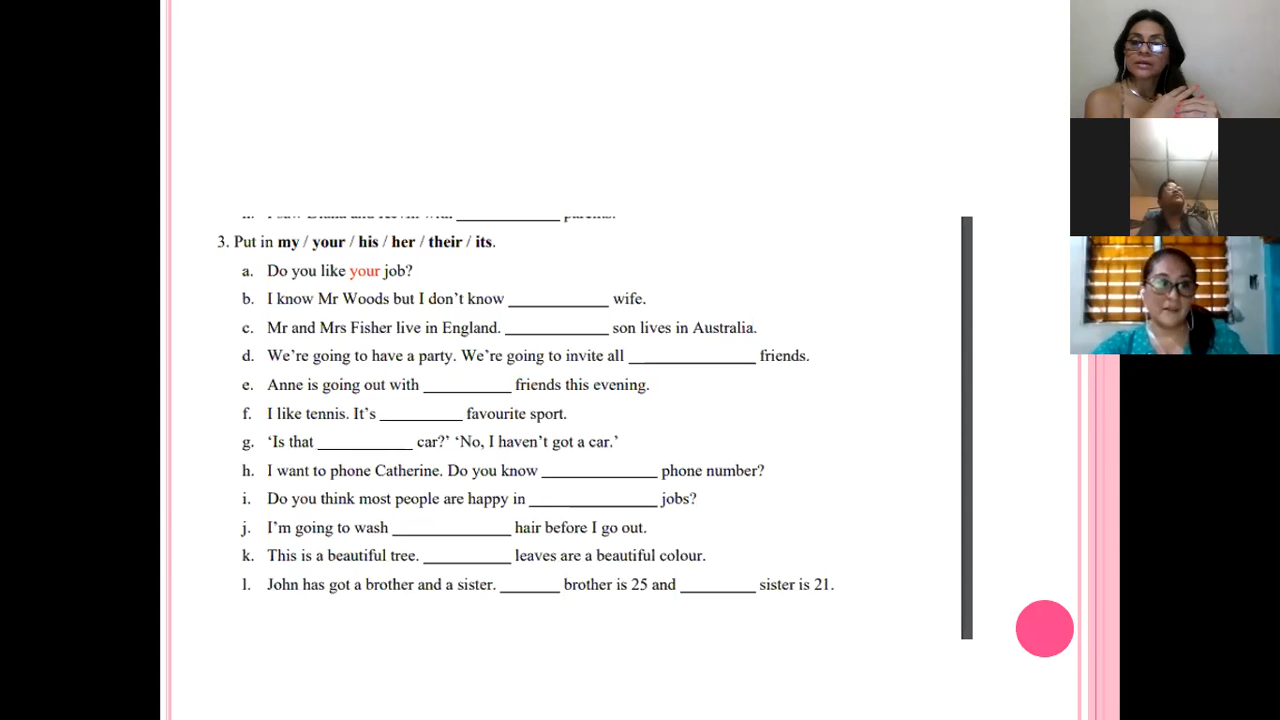 parents.
3. Put in my / your / his / her / their / its.
a. Do you like your job?
b. I know Mr Woods but I don’t know ____________ wife.
c. Mr and Mrs Fisher live in England. ____________ son lives in Australia.
d. We’re going to have a party. We’re going to invite all _______________ friends.
e. Anne is going out with __________ friends this evening.
f. I like tennis. It’s __________ favourite sport.
g. ‘Is that ___________ car?’ ‘No, I haven’t got a car.’
h. I want to phone Catherine. Do you know ______________ phone number?
i. Do you think most people are happy in _______________ jobs?
j. I’m going to wash ______________ hair before I go out.
k. This is a beautiful tree. __________ leaves are a beautiful colour.
l. John has got a brother and a sister. _______ brother is 25 and _________ sister is 21.